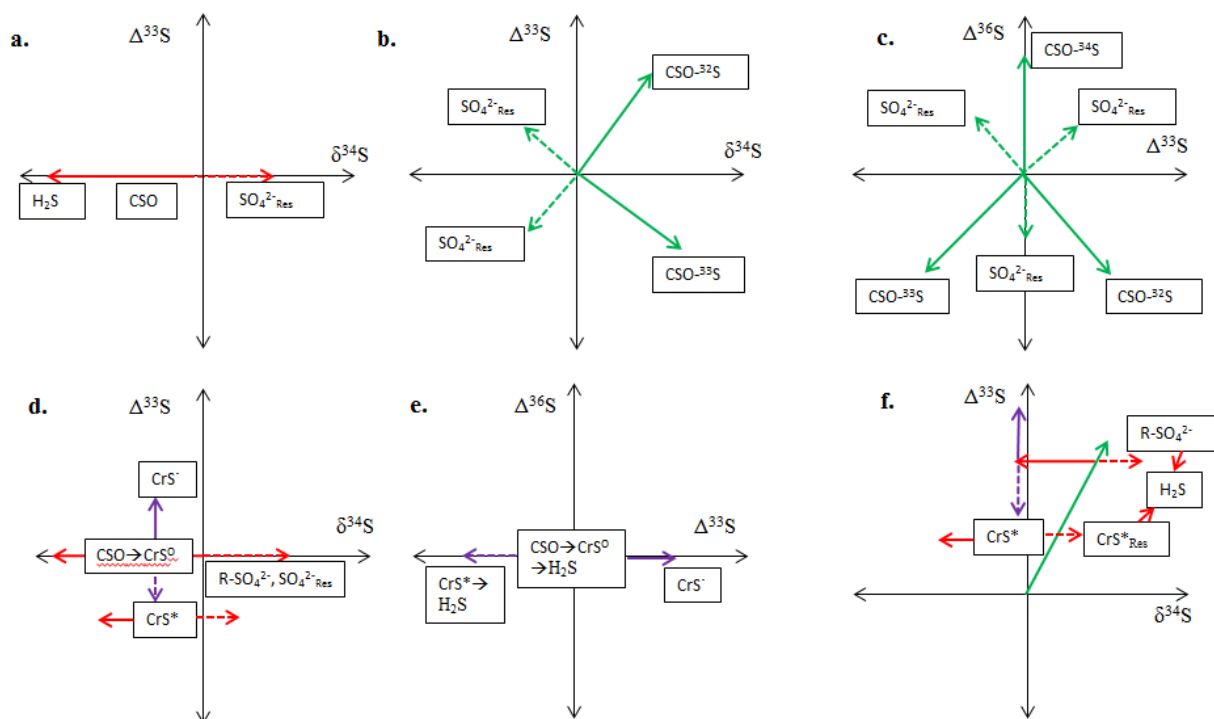 a.
Δ³³S
δ³⁴S
H₂S
CSO
SO₄²⁻Res
b.
Δ³³S
CSO-³²S
SO₄²⁻Res
δ³⁴S
SO₄²⁻Res
CSO-³³S
c.
Δ³⁶S
CSO-³⁴S
SO₄²⁻Res
SO₄²⁻Res
Δ³³S
CSO-³³S
SO₄²⁻Res
CSO-³²S
d.
Δ³³S
CrS⁻
δ³⁴S
CSO→CrS⁰
R-SO₄²⁻, SO₄²⁻Res
CrS*
e.
Δ³⁶S
CSO→CrS⁰
→H₂S
Δ³³S
CrS*→
H₂S
CrS⁻
f.
Δ³³S
R-SO₄²⁻
H₂S
CrS*
CrS*Res
δ³⁴S